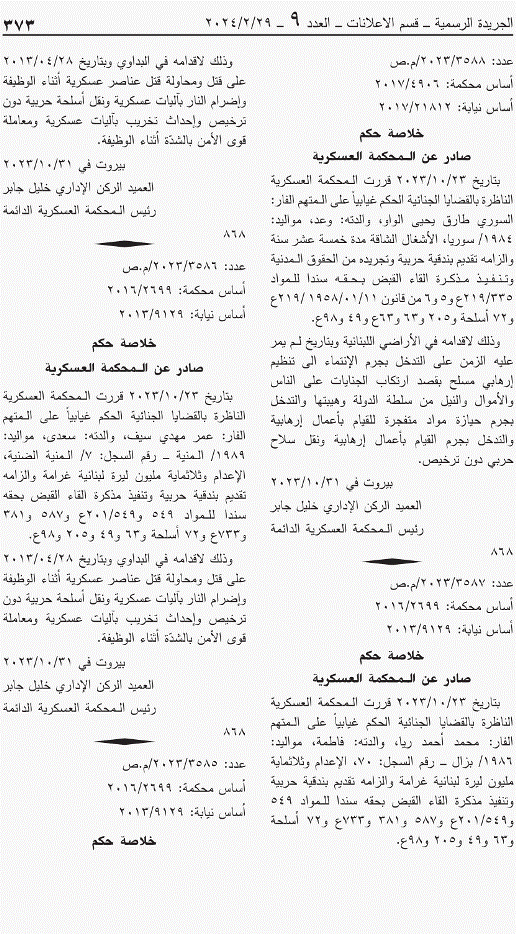 الجريدة الرسمية ــ قسم الاعلانات ــ العدد ٩ ــ ٢٠٢٤/٢/٢٩
٣٧٣
عدد: ٢٠٢٣/٣٥٨٨/م.ص
أساس محكمة: ٢٠١٧/٤٩٠٦
أساس نيابة: ٢٠١٧/٢١٨١٢
خلاصة حكم
صادر عن المحكمة العسكرية
بتاريخ ٢٠٢٣/١٠/٢٣ قررت المحكمة العسكرية
الناظرة بالقضايا الجنائية الحكم غيابياً على المتهم الفار:
السوري طارق يحيى الواو، والدته: وعد، مواليد:
١٩٨٤/ سوريا، الأشغال الشاقة مدة خمسة عشر سنة
والزامه تقديم بندقية حربية وتجريده من الحقوق المدنية
وتنفيذ مذكرة القاء القبض بحقه سندا للمواد
٢١٩/٣٣٥ع و٥ و٦ من قانون ١٩٥٨/٠١/١١ ٢١٩/ع
و٧٢ أسلحة و٢٠٥ و٦٣ و٦٣ع و٤٩ و٩٨ع.
وذلك لاقدامه في الأراضي اللبنانية وبتاريخ لم يمر
عليه الزمن على التدخل بجرم الإنتماء الى تنظيم
إرهابي مسلح بقصد ارتكاب الجنايات على الناس
والأموال والنيل من سلطة الدولة وهيبتها والتدخل
بجرم حيازة مواد متفجرة للقيام بأعمال إرهابية
والتدخل بجرم القيام بأعمال إرهابية ونقل سلاح
حربي دون ترخيص.
بيروت في ٢٠٢٣/١٠/٣١
العميد الركن الإداري خليل جابر
رئيس المحكمة العسكرية الدائمة
٨٦٨
عدد: ٢٠٢٣/٣٥٨٧/م.ص
أساس محكمة: ٢٠١٦/٢٦٩٩
أساس نيابة: ٢٠١٣/٩١٢٩
خلاصة حكم
صادر عن المحكمة العسكرية
بتاريخ ٢٠٢٣/١٠/٢٣ قررت المحكمة العسكرية
الناظرة بالقضايا الجنائية الحكم غيابياً على المتهم
الفار: محمد أحمد ريا، والدته: فاطمة، مواليد:
١٩٨٦/ بزال ــ رقم السجل: ٧٠، الإعدام وثلاثماية
مليون ليرة لبنانية غرامة والزامه تقديم بندقية حربية
وتنفيذ مذكرة القاء القبض بحقه سندا للمواد ٥٤٩
و٢٠١/٥٤٩ع و٥٨٧ و٣٨١ و٧٣٣ع و٧٢ أسلحة
و٦٣ و٤٩ و٢٠٥ و٩٨ع.
وذلك لاقدامه في البداوي وبتاريخ ٢٠١٣/٠٤/٢٨
على قتل ومحاولة قتل عناصر عسكرية أثناء الوظيفة
وإضرام النار بآليات عسكرية ونقل أسلحة حربية دون
ترخيص وإحداث تخريب بآليات عسكرية ومعاملة
قوى الأمن بالشدّة أثناء الوظيفة.
بيروت في ٢٠٢٣/١٠/٣١
العميد الركن الإداري خليل جابر
رئيس المحكمة العسكرية الدائمة
٨٦٨
عدد: ٢٠٢٣/٣٥٨٦/م.ص
أساس محكمة: ٢٠١٦/٢٦٩٩
أساس نيابة: ٢٠١٣/٩١٢٩
خلاصة حكم
صادر عن المحكمة العسكرية
بتاريخ ٢٠٢٣/١٠/٢٣ قررت المحكمة العسكرية
الناظرة بالقضايا الجنائية الحكم غيابياً على المتهم
الفار: عمر مهدي سيف، والدته: سعدى، مواليد:
١٩٨٩/ المنية ــ رقم السجل: ٧/ المنية الضنية،
الإعدام وثلاثماية مليون ليرة لبنانية غرامة والزامه
تقديم بندقية حربية وتنفيذ مذكرة القاء القبض بحقه
سندا للمواد ٥٤٩ و٢٠١/٥٤٩ع و٥٨٧ و٣٨١
و٧٣٣ع و٧٢ أسلحة و٦٣ و٤٩ و٢٠٥ و٩٨ع.
وذلك لاقدامه في البداوي وبتاريخ ٢٠١٣/٠٤/٢٨
على قتل ومحاولة قتل عناصر عسكرية أثناء الوظيفة
وإضرام النار بآليات عسكرية ونقل أسلحة حربية دون
ترخيص وإحداث تخريب بآليات عسكرية ومعاملة
قوى الأمن بالشدّة أثناء الوظيفة.
بيروت في ٢٠٢٣/١٠/٣١
العميد الركن الإداري خليل جابر
رئيس المحكمة العسكرية الدائمة
٨٦٨
عدد: ٢٠٢٣/٣٥٨٥/م.ص
أساس محكمة: ٢٠١٦/٢٦٩٩
أساس نيابة: ٢٠١٣/٩١٢٩
خلاصة حكم